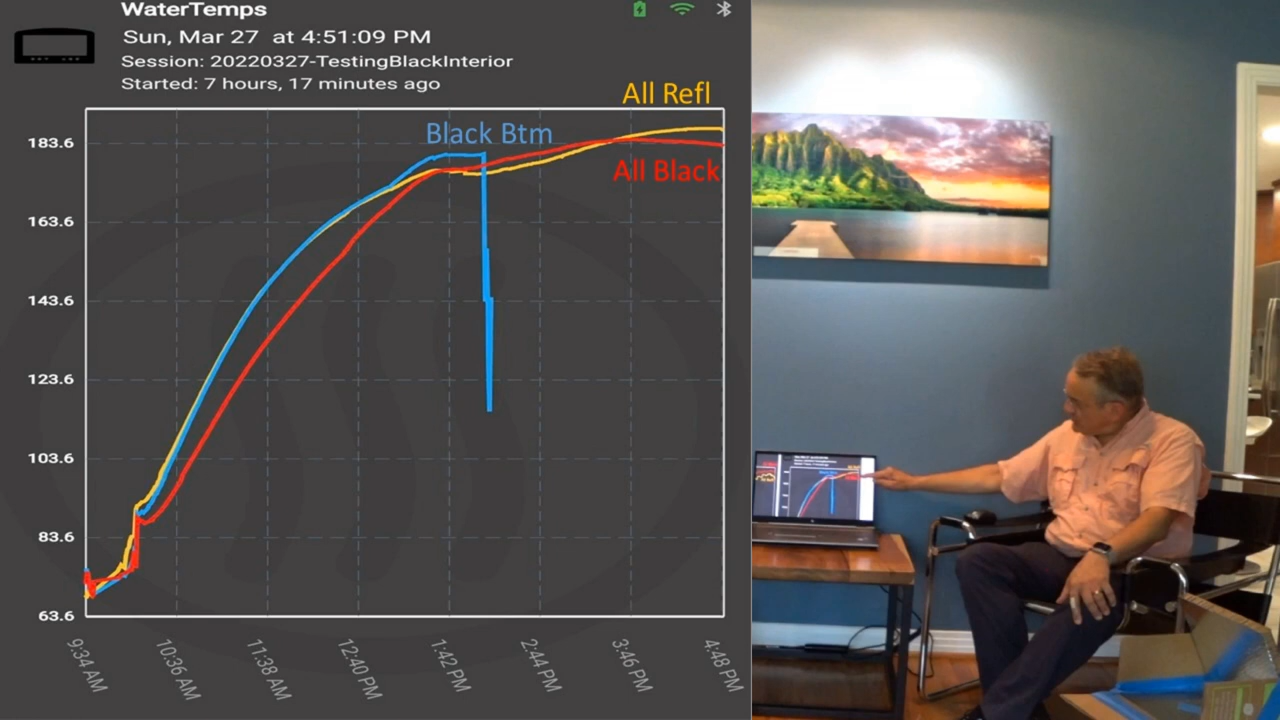 WaterTemps
Sun, Mar 27 at 4:51:09 PM
Session: 20220327-TestingBlackInterior
Started: 7 hours, 17 minutes ago
All Refl
Black Btm
All Black
183.6
163.6
143.6
123.6
103.6
83.6
63.6
9:34 AM
10:36 AM
11:38 AM
12:40 PM
1:42 PM
2:44 PM
3:46 PM
4:48 PM